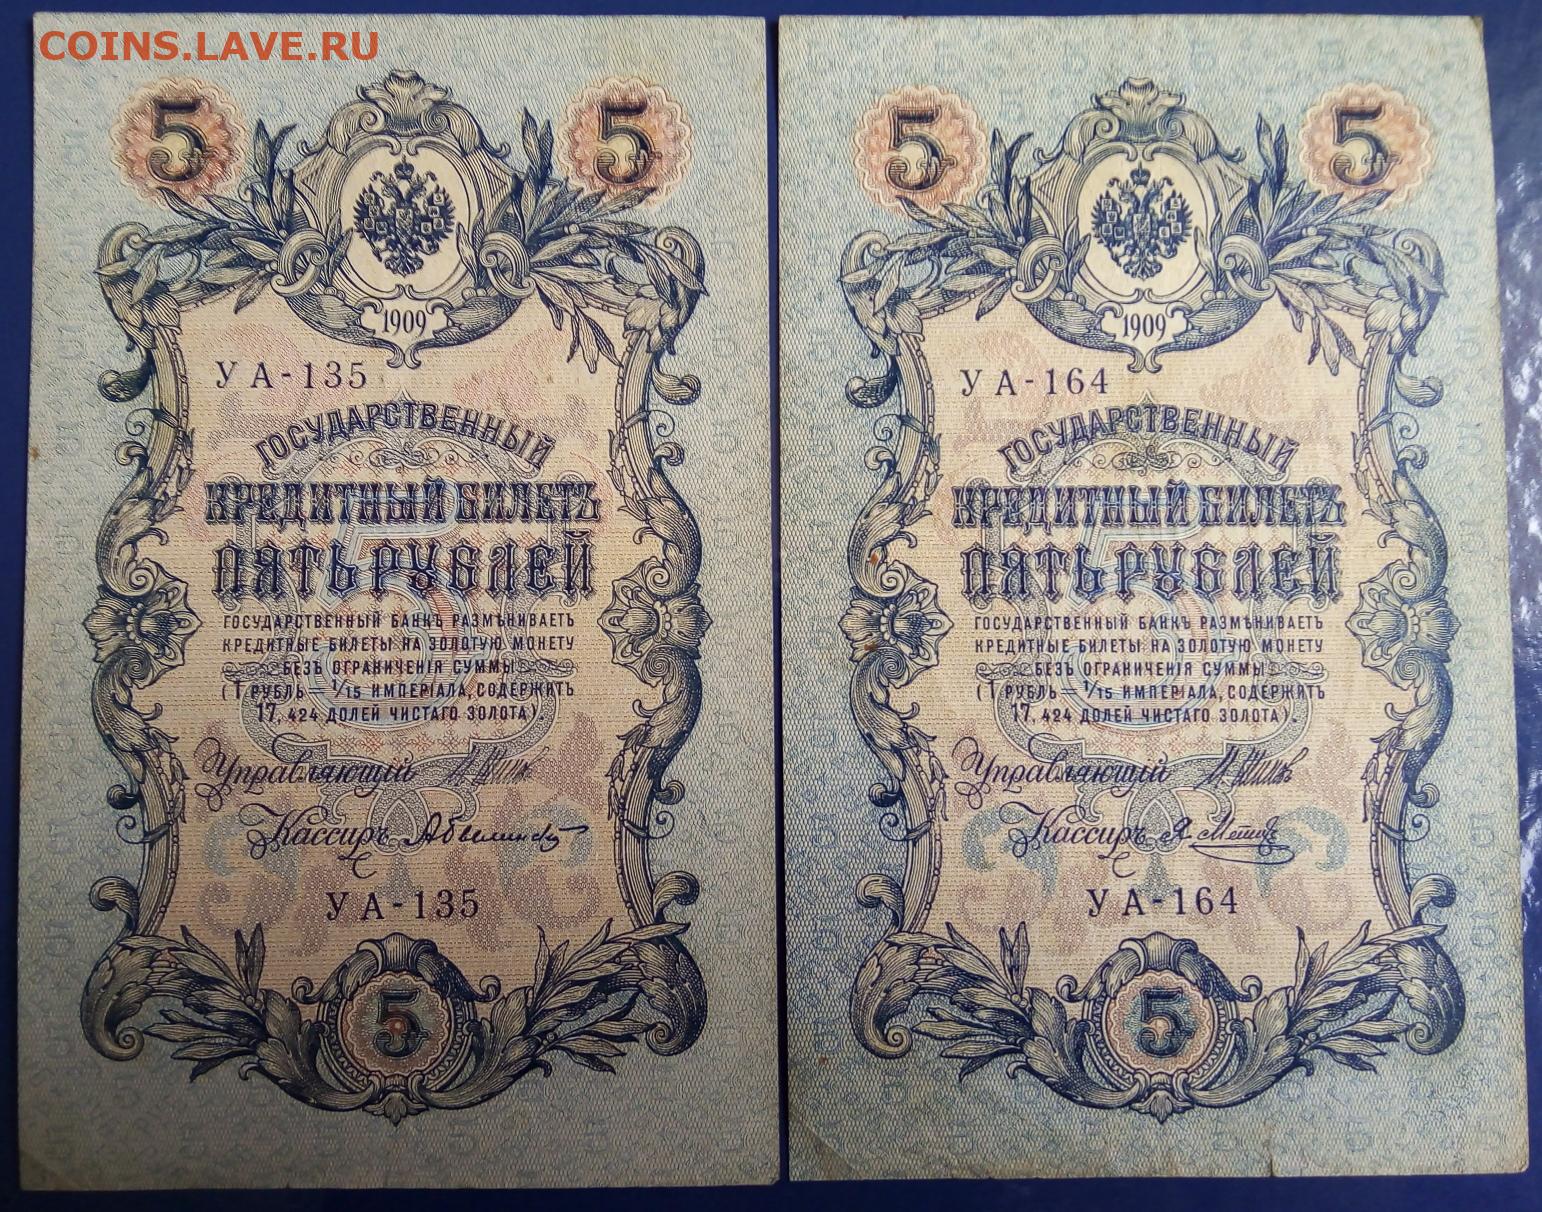 COINS.LAVE.RU
5 5
1909
УА-135
ГОСУДАРСТВЕННЫЙ
КРЕДИТНЫЙ БИЛЕТЪ
ПЯТЬ РУБЛЕЙ
ГОСУДАРСТВЕННЫЙ БАНКЪ РАЗМѢНИВАЕТЪ
КРЕДИТНЫЕ БИЛЕТЫ НА ЗОЛОТУЮ МОНЕТУ
БЕЗЪ ОГРАНИЧЕНІЯ СУММЫ
(1 РУБЛЬ = 1/15 ИМПЕРІАЛА, СОДЕРЖИТЪ
17,424 ДОЛЕЙ ЧИСТАГО ЗОЛОТА).
Управляющій
Кассиръ
УА-135
5
5 5
1909
УА-164
ГОСУДАРСТВЕННЫЙ
КРЕДИТНЫЙ БИЛЕТЪ
ПЯТЬ РУБЛЕЙ
ГОСУДАРСТВЕННЫЙ БАНКЪ РАЗМѢНИВАЕТЪ
КРЕДИТНЫЕ БИЛЕТЫ НА ЗОЛОТУЮ МОНЕТУ
БЕЗЪ ОГРАНИЧЕНІЯ СУММЫ
(1 РУБЛЬ = 1/15 ИМПЕРІАЛА, СОДЕРЖИТЪ
17,424 ДОЛЕЙ ЧИСТАГО ЗОЛОТА).
Управляющій
Кассиръ
УА-164
5